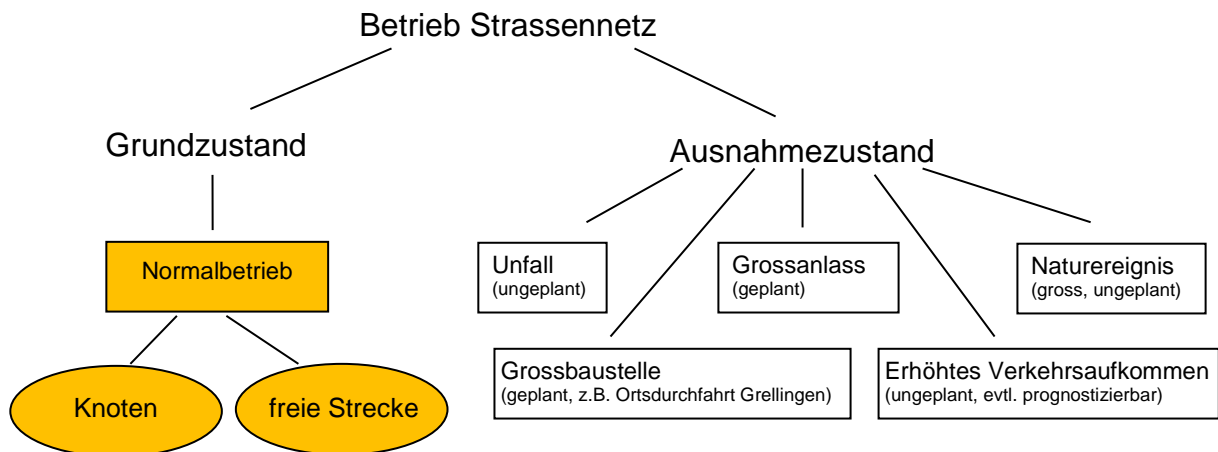 Betrieb Strassennetz
Grundzustand
Ausnahmezustand
Normalbetrieb
Unfall
(ungeplant)
Grossanlass
(geplant)
Naturereignis
(gross, ungeplant)
Knoten
freie Strecke
Grossbaustelle
(geplant, z.B. Ortsdurchfahrt Grellingen)
Erhöhtes Verkehrsaufkommen
(ungeplant, evtl. prognostizierbar)